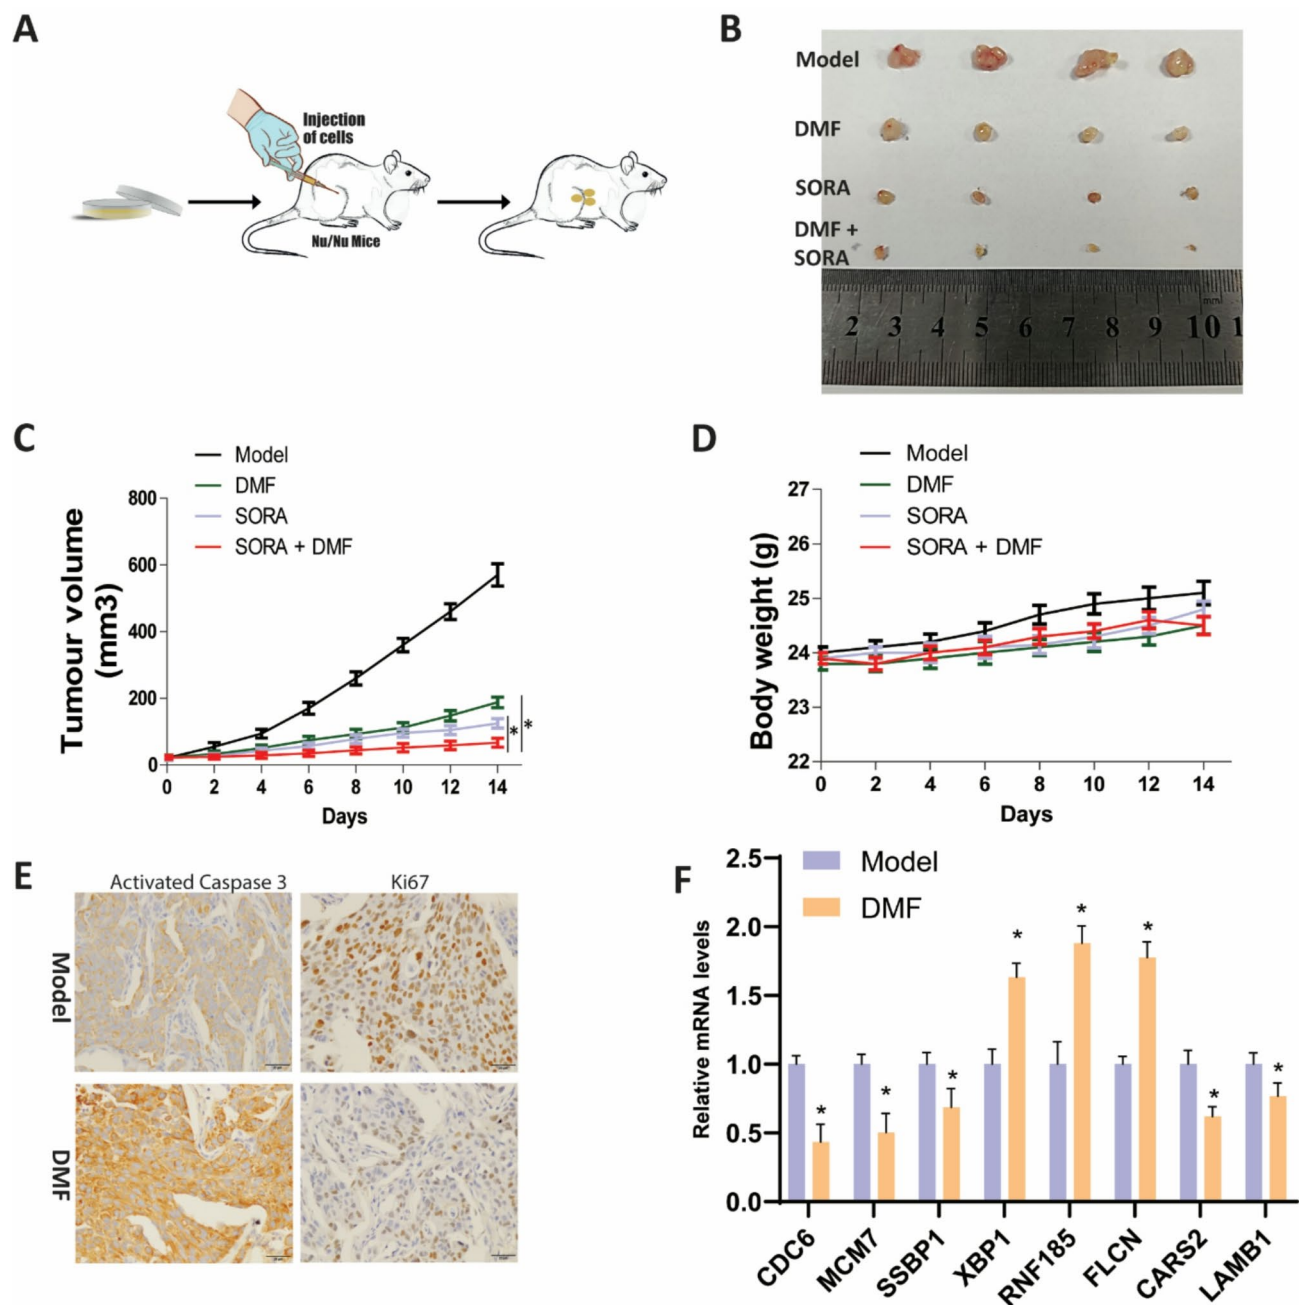 A
Injection
of cells
Nu/Nu Mice
B
Model
DMF
SORA
DMF +
SORA
mm
2 3 4 5 6 7 8 9 10 1
C
Model
DMF
SORA
SORA + DMF
Tumour volume
(mm3)
800
600
400
200
0
0 2 4 6 8 10 12 14
Days
*
*
D
Model
DMF
SORA
SORA + DMF
Body weight (g)
27
26
25
24
23
22
0 2 4 6 8 10 12 14
Days
E
Activated Caspase 3 Ki67
Model
DMF
F
Model
DMF
Relative mRNA levels
2.5
2.0
1.5
1.0
0.5
0.0
* * * * * * * *
CDC6 MCM7 SSBP1 XBP1 RNF185 FLCN CARS2 LAMB1